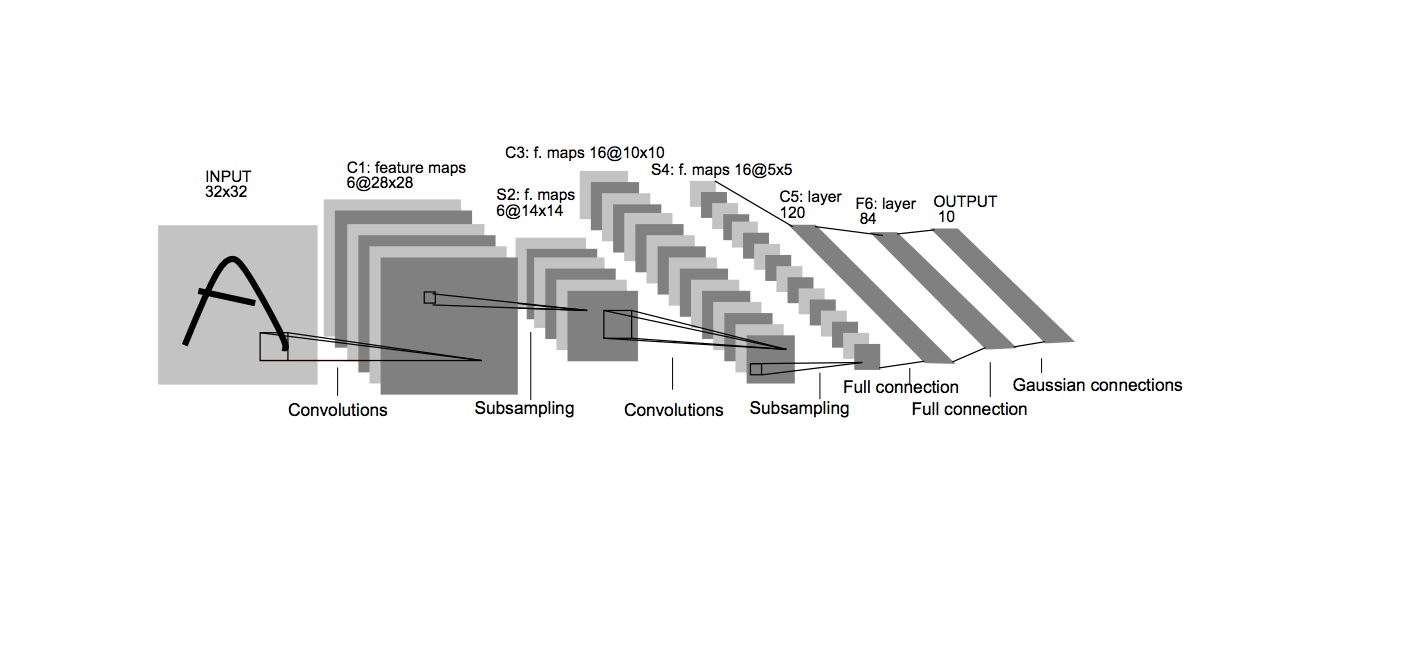 INPUT
32x32
C1: feature maps
6@28x28
S2: f. maps
6@14x14
C3: f. maps 16@10x10
S4: f. maps 16@5x5
C5: layer
120
F6: layer
84
OUTPUT
10
Convolutions
Subsampling
Convolutions
Subsampling
Full connection
Full connection
Gaussian connections